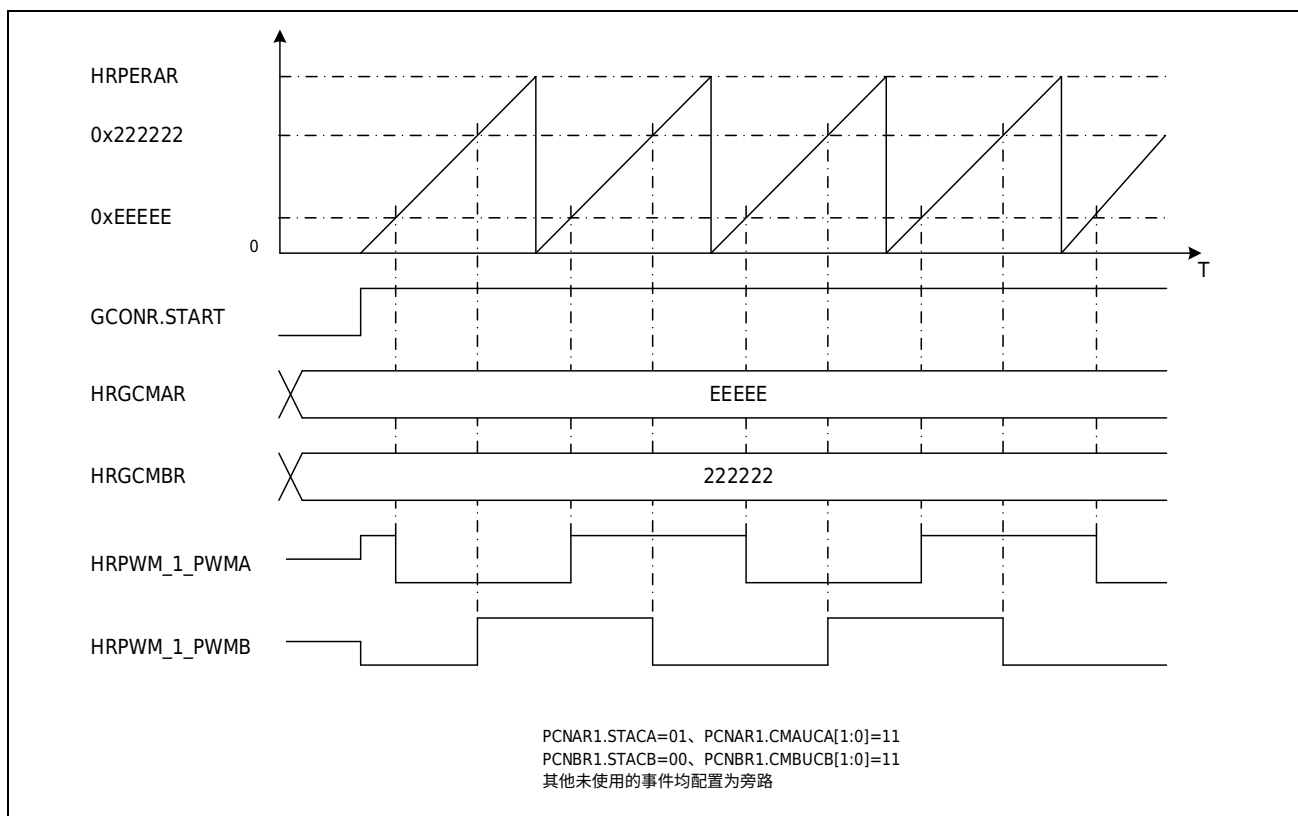 HRPERAR
0x222222
0xEEEEE
0
T
GCONR.START
HRGCMAR
EEEEE
HRGCMBR
222222
HRPWM_1_PWMA
HRPWM_1_PWMB
PCNAR1.STACA=01、PCNAR1.CMAUCA[1:0]=11
PCNBR1.STACB=00、PCNBR1.CMBUCB[1:0]=11
其他未使用的事件均配置为旁路